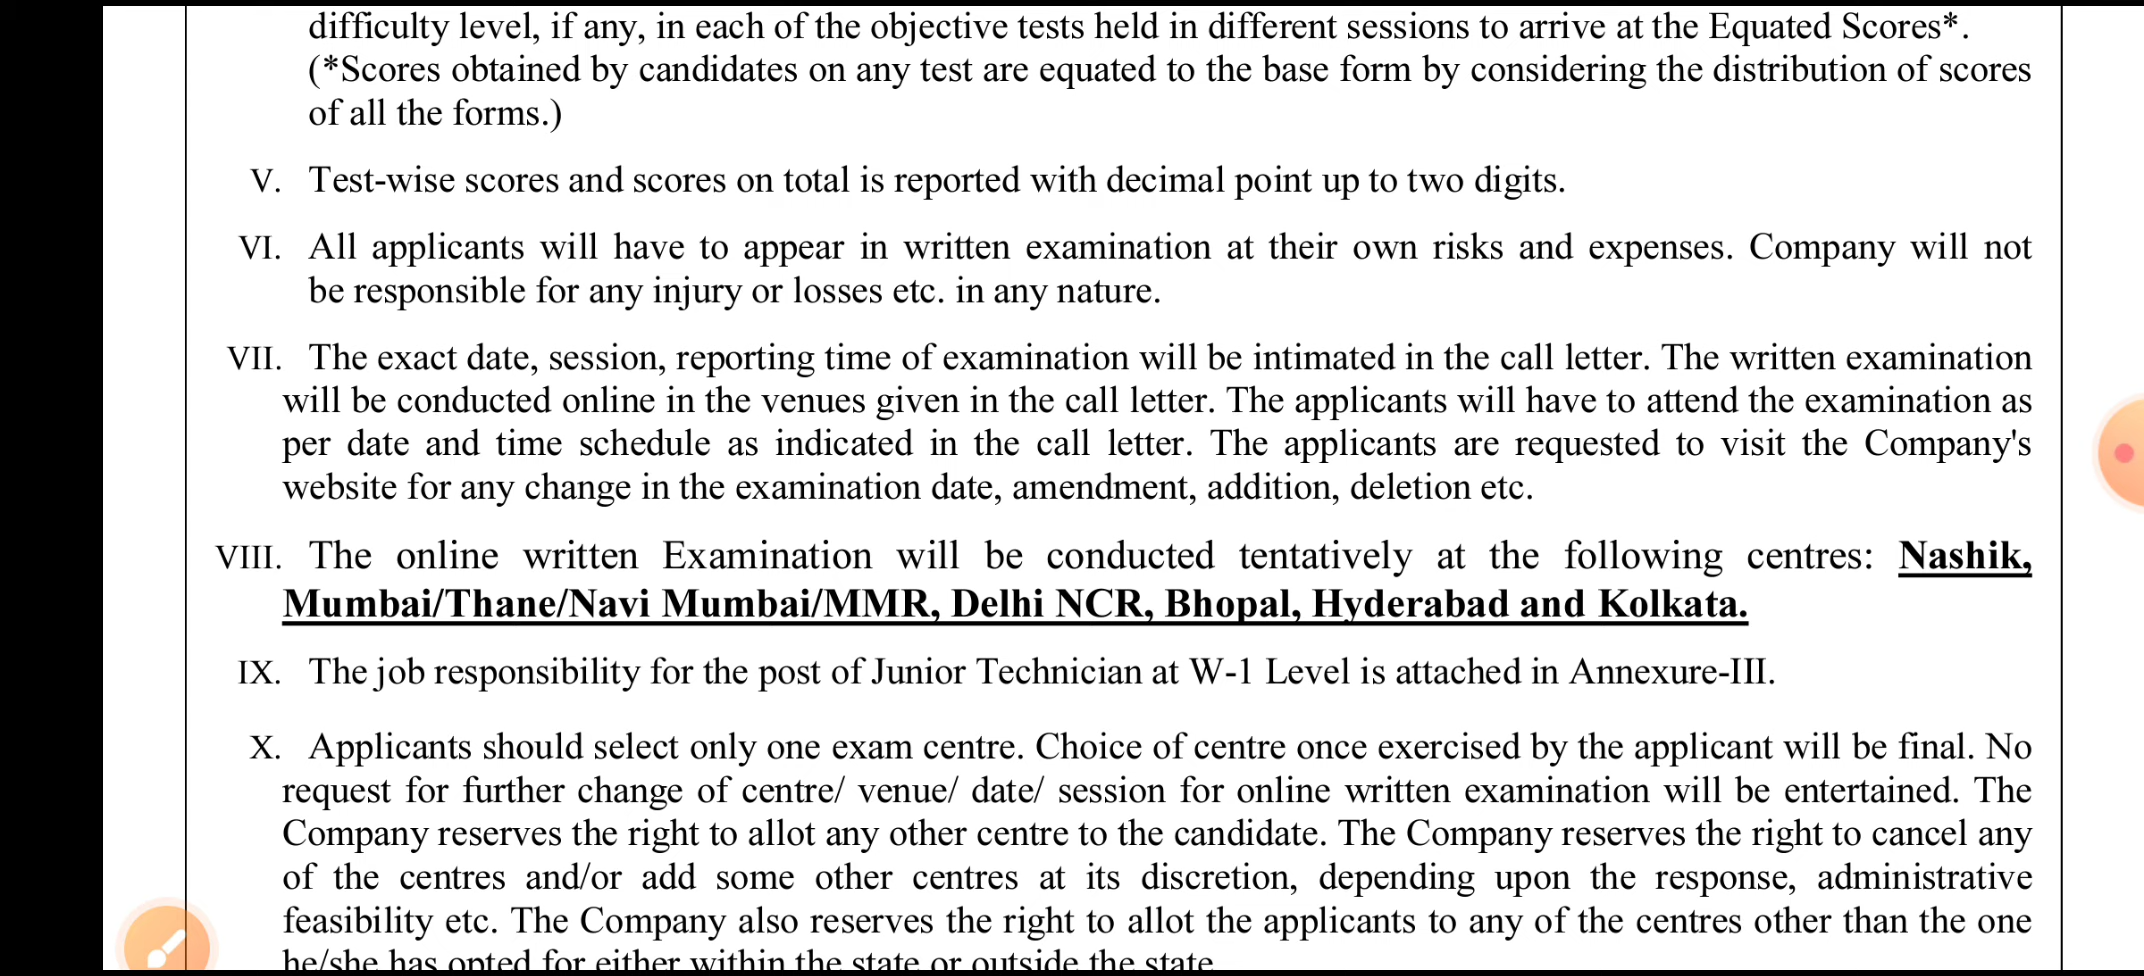 difficulty level, if any, in each of the objective tests held in different sessions to arrive at the Equated Scores*.
(*Scores obtained by candidates on any test are equated to the base form by considering the distribution of scores
of all the forms.)
V. Test-wise scores and scores on total is reported with decimal point up to two digits.
VI. All applicants will have to appear in written examination at their own risks and expenses. Company will not
be responsible for any injury or losses etc. in any nature.
VII. The exact date, session, reporting time of examination will be intimated in the call letter. The written examination
will be conducted online in the venues given in the call letter. The applicants will have to attend the examination as
per date and time schedule as indicated in the call letter. The applicants are requested to visit the Company's
website for any change in the examination date, amendment, addition, deletion etc.
VIII. The online written Examination will be conducted tentatively at the following centres: Nashik,
Mumbai/Thane/Navi Mumbai/MMR, Delhi NCR, Bhopal, Hyderabad and Kolkata.
IX. The job responsibility for the post of Junior Technician at W-1 Level is attached in Annexure-III.
X. Applicants should select only one exam centre. Choice of centre once exercised by the applicant will be final. No
request for further change of centre/ venue/ date/ session for online written examination will be entertained. The
Company reserves the right to allot any other centre to the candidate. The Company reserves the right to cancel any
of the centres and/or add some other centres at its discretion, depending upon the response, administrative
feasibility etc. The Company also reserves the right to allot the applicants to any of the centres other than the one
he/she has opted for either within the state or outside the state